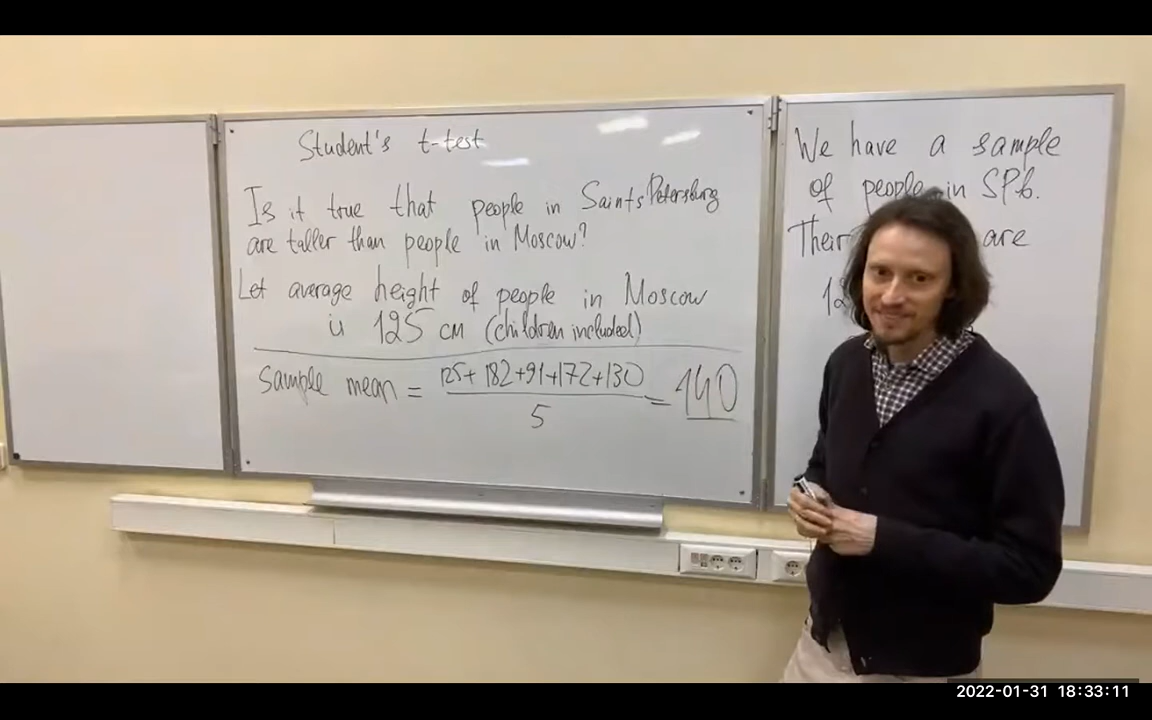 Student's t-test
Is it true that people in Saints Petersburg
are taller than people in Moscow?
Let average height of people in Moscow
is 125 cm (children included)
Sample mean = 125+182+91+172+130 / 5 = 140
We have a sample
of people in SPb.
Their are
12
2022-01-31 18:33:11